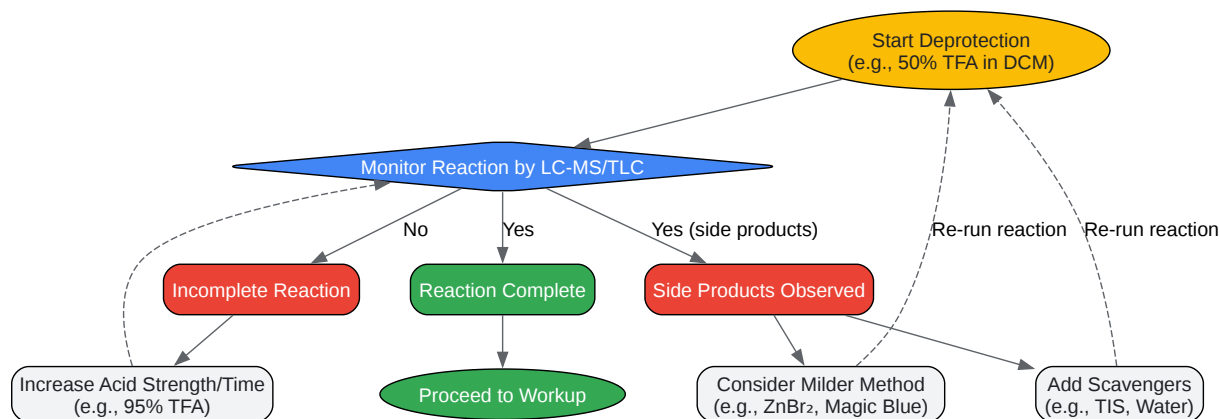 Start Deprotection
(e.g., 50% TFA in DCM)
Monitor Reaction by LC-MS/TLC
No
Yes
Yes (side products)
Re-run reaction
Re-run reaction
Incomplete Reaction
Reaction Complete
Side Products Observed
Increase Acid Strength/Time
(e.g., 95% TFA)
Proceed to Workup
Consider Milder Method
(e.g., ZnBr₂, Magic Blue)
Add Scavengers
(e.g., TIS, Water)